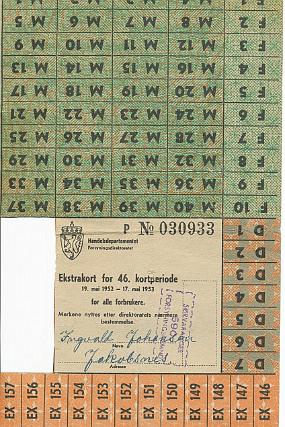 M 5 M 6 M 7 M 8 F 2
M 9 M 10 M 11 M 12 F 3
M 13 M 14 M 15 M 16 F 4
M 17 M 18 M 19 M 20 F 5
M 21 M 22 M 23 M 24 F 6
M 25 M 26 M 27 M 28 F 7
M 29 M 30 M 31 M 32 F 8
M 33 M 34 M 35 M 36 F 9
M 37 M 38 M 39 M 40 F 10
P № 030933
Handelsdepartementet
Forsyningsdirektoratet
Ekstrakort for 46. kortperiode
19. mai 1952 — 17. mai 1953
for alle forbrukere.
Merkene nyttes etter direktoratets nærmere
bestemmelse.
Ingvald Johansen
Navn
Jakobsnes
Adresse
D 1
D 2
D 3
D 4
D 5
D 6
D 7
EX 157 EX 156 EX 155 EX 154 EX 153 EX 152 EX 151 EX 150 EX 149 EX 148 EX 147 EX 146